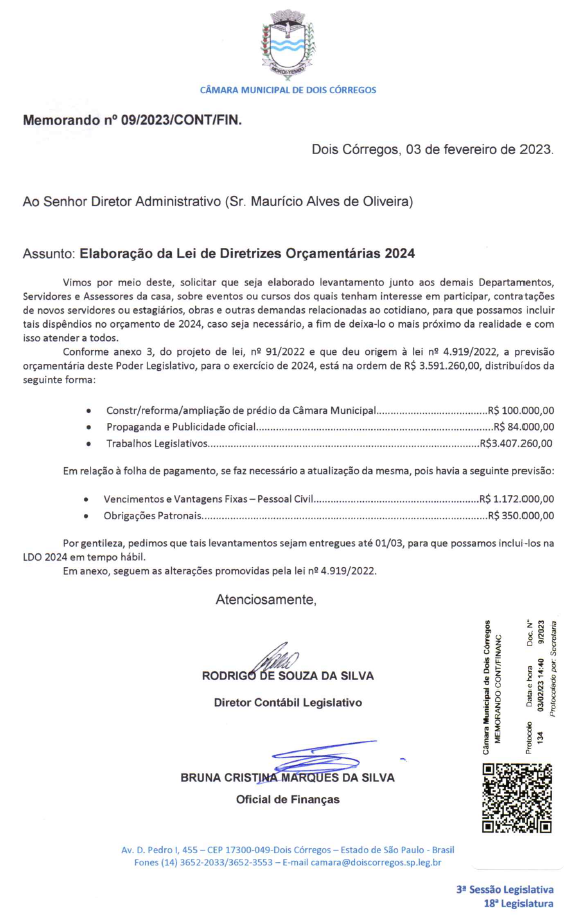 CÂMARA MUNICIPAL DE DOIS CÓRREGOS
Memorando nº 09/2023/CONT/FIN.
Dois Córregos, 03 de fevereiro de 2023.
Ao Senhor Diretor Administrativo (Sr. Maurício Alves de Oliveira)
Assunto: Elaboração da Lei de Diretrizes Orçamentárias 2024
Vimos por meio deste, solicitar que seja elaborado levantamento junto aos demais Departamentos,
Servidores e Assessores da casa, sobre eventos ou cursos dos quais tenham interesse em participar, contratações
de novos servidores ou estagiários, obras e outras demandas relacionadas ao cotidiano, para que possamos incluir
tais dispêndios no orçamento de 2024, caso seja necessário, a fim de deixa-lo o mais próximo da realidade e com
isso atender a todos.
Conforme anexo 3, do projeto de lei, nº 91/2022 e que deu origem à lei nº 4.919/2022, a previsão
orçamentária deste Poder Legislativo, para o exercício de 2024, está na ordem de R$ 3.591.260,00, distribuídos da
seguinte forma:
• Constr/reforma/ampliação de prédio da Câmara Municipal......................................R$ 100.000,00
• Propaganda e Publicidade oficial.................................................................................R$ 84.000,00
• Trabalhos Legislativos.............................................................................................R$3.407.260,00
Em relação à folha de pagamento, se faz necessário a atualização da mesma, pois havia a seguinte previsão:
• Vencimentos e Vantagens Fixas – Pessoal Civil.........................................................R$ 1.172.000,00
• Obrigações Patronais..................................................................................................R$ 350.000,00
Por gentileza, pedimos que tais levantamentos sejam entregues até 01/03, para que possamos inclui-los na
LDO 2024 em tempo hábil.
Em anexo, seguem as alterações promovidas pela lei nº 4.919/2022.
Atenciosamente,
RODRIGO DE SOUZA DA SILVA
Diretor Contábil Legislativo
BRUNA CRISTINA MARQUES DA SILVA
Oficial de Finanças
Câmara Municipal de Dois Córregos
MEMORANDO CONT/FINANC
Protocolo Data e hora Doc. N°
134 03/02/23 14:40 9/2023
Protocolado por: Secretaria
Av. D. Pedro I, 455 – CEP 17300-049-Dois Córregos – Estado de São Paulo - Brasil
Fones (14) 3652-2033/3652-3553 – E-mail camara@doiscorregos.sp.leg.br
3ª Sessão Legislativa
18ª Legislatura